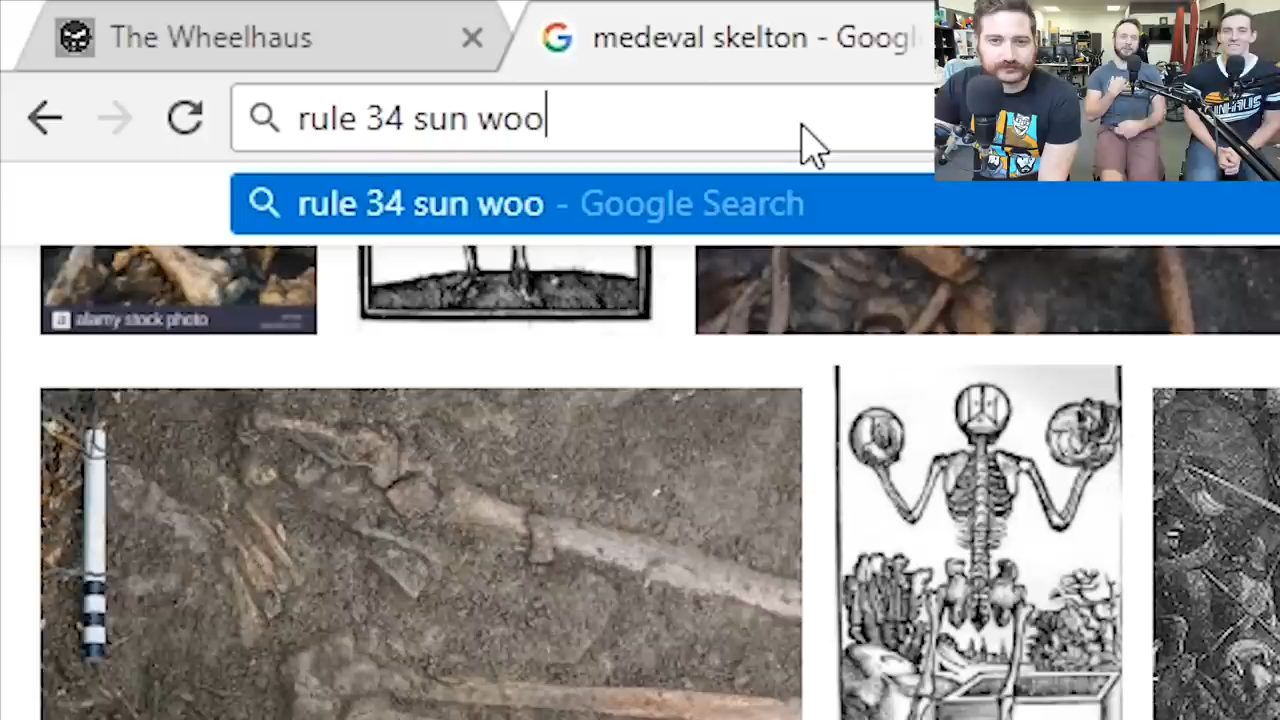 The Wheelhaus
medeval skelton - Googl
rule 34 sun woo
rule 34 sun woo - Google Search
a alamy stock photo